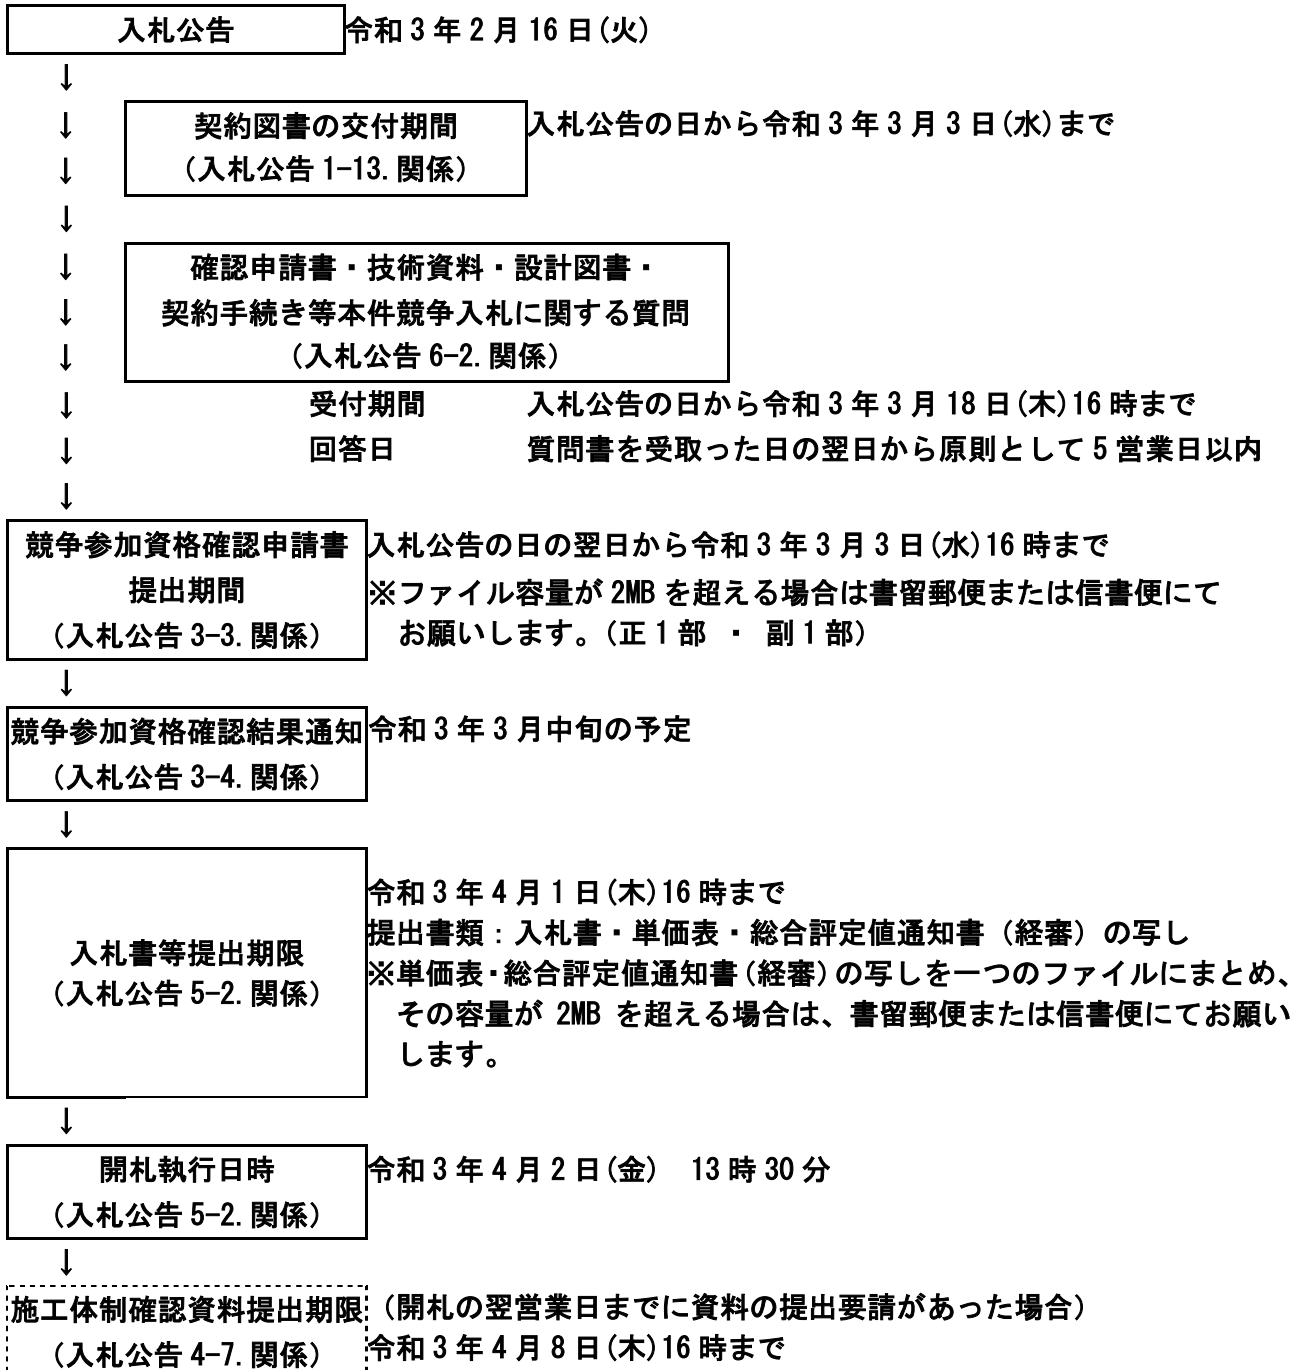 入札公告 令和3年2月16日(火)
↓
↓ 契約図書の交付期間 入札公告の日から令和3年3月3日(水)まで
↓ (入札公告1-13.関係)
↓
↓ 確認申請書・技術資料・設計図書・
↓ 契約手続き等本件競争入札に関する質問
↓ (入札公告6-2.関係)
↓ 受付期間 入札公告の日から令和3年3月18日(木)16時まで
↓ 回答日 質問書を受取った日の翌日から原則として5営業日以内
↓
競争参加資格確認申請書 入札公告の日の翌日から令和3年3月3日(水)16時まで
提出期間 ※ファイル容量が2MBを超える場合は書留郵便または信書便にて
(入札公告3-3.関係) お願いします。(正1部 ・ 副1部)
↓
競争参加資格確認結果通知 令和3年3月中旬の予定
(入札公告3-4.関係)
↓
入札書等提出期限
(入札公告5-2.関係)
令和3年4月1日(木)16時まで
提出書類：入札書・単価表・総合評定値通知書（経審）の写し
※単価表・総合評定値通知書(経審)の写しを一つのファイルにまとめ、
その容量が 2MB を超える場合は、書留郵便または信書便にてお願い
します。
↓
開札執行日時 令和3年4月2日(金) 13時30分
(入札公告5-2.関係)
↓
施工体制確認資料提出期限 (開札の翌営業日までに資料の提出要請があった場合)
(入札公告4-7.関係) 令和3年4月8日(木)16時まで